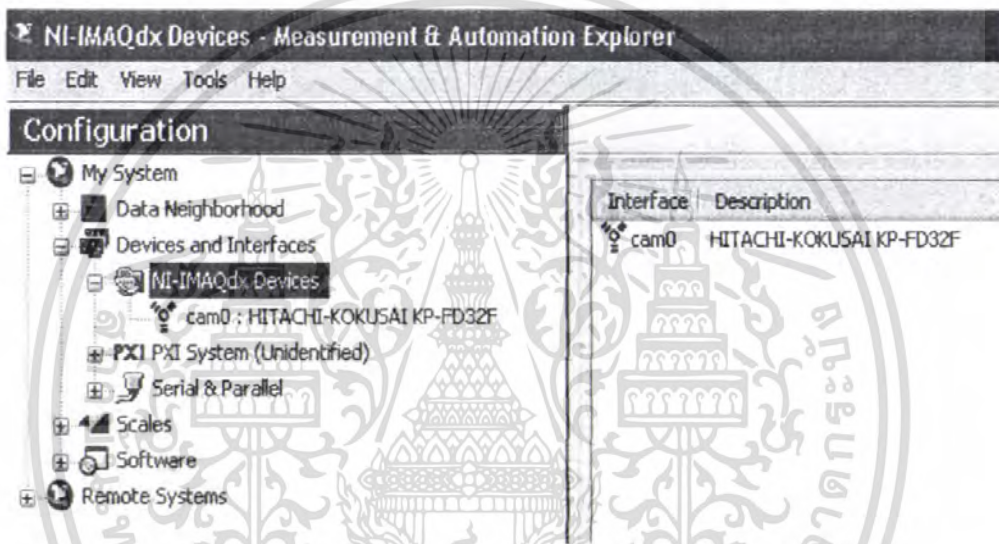 NI-IMAQdx Devices - Measurement & Automation Explorer
File Edit View Tools Help
Configuration
My System
Data Neighborhood
Devices and Interfaces
NI-IMAQdx Devices
cam0 : HITACHI-KOKUSAI KP-FD32F
PXI PXI System (Unidentified)
Serial & Parallel
Scales
Software
Remote Systems
Interface Description
cam0 HITACHI-KOKUSAI KP-FD32F